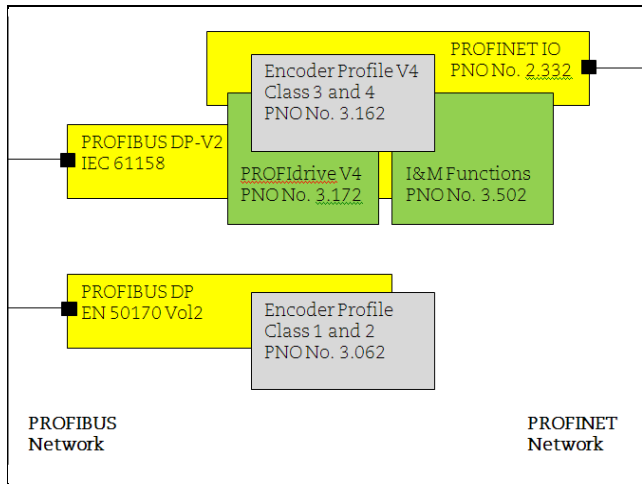 PROFINET IO
PNO No. 2.332
Encoder Profile V4
Class 3 and 4
PNO No. 3.162
PROFIBUS DP-V2
IEC 61158
PROFIdrive V4
PNO No. 3.172
I&M Functions
PNO No. 3.502
PROFIBUS DP
EN 50170 Vol2
Encoder Profile
Class 1 and 2
PNO No. 3.062
PROFIBUS
Network
PROFINET
Network